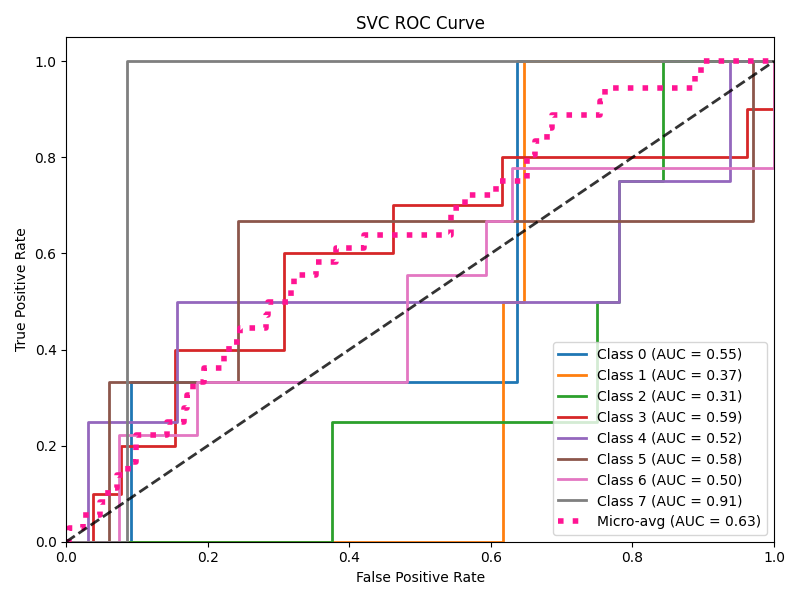 SVC ROC Curve
True Positive Rate
1.0
0.8
0.6
0.4
0.2
0.0
0.0 0.2 0.4 0.6 0.8 1.0
False Positive Rate
Class 0 (AUC = 0.55)
Class 1 (AUC = 0.37)
Class 2 (AUC = 0.31)
Class 3 (AUC = 0.59)
Class 4 (AUC = 0.52)
Class 5 (AUC = 0.58)
Class 6 (AUC = 0.50)
Class 7 (AUC = 0.91)
Micro-avg (AUC = 0.63)